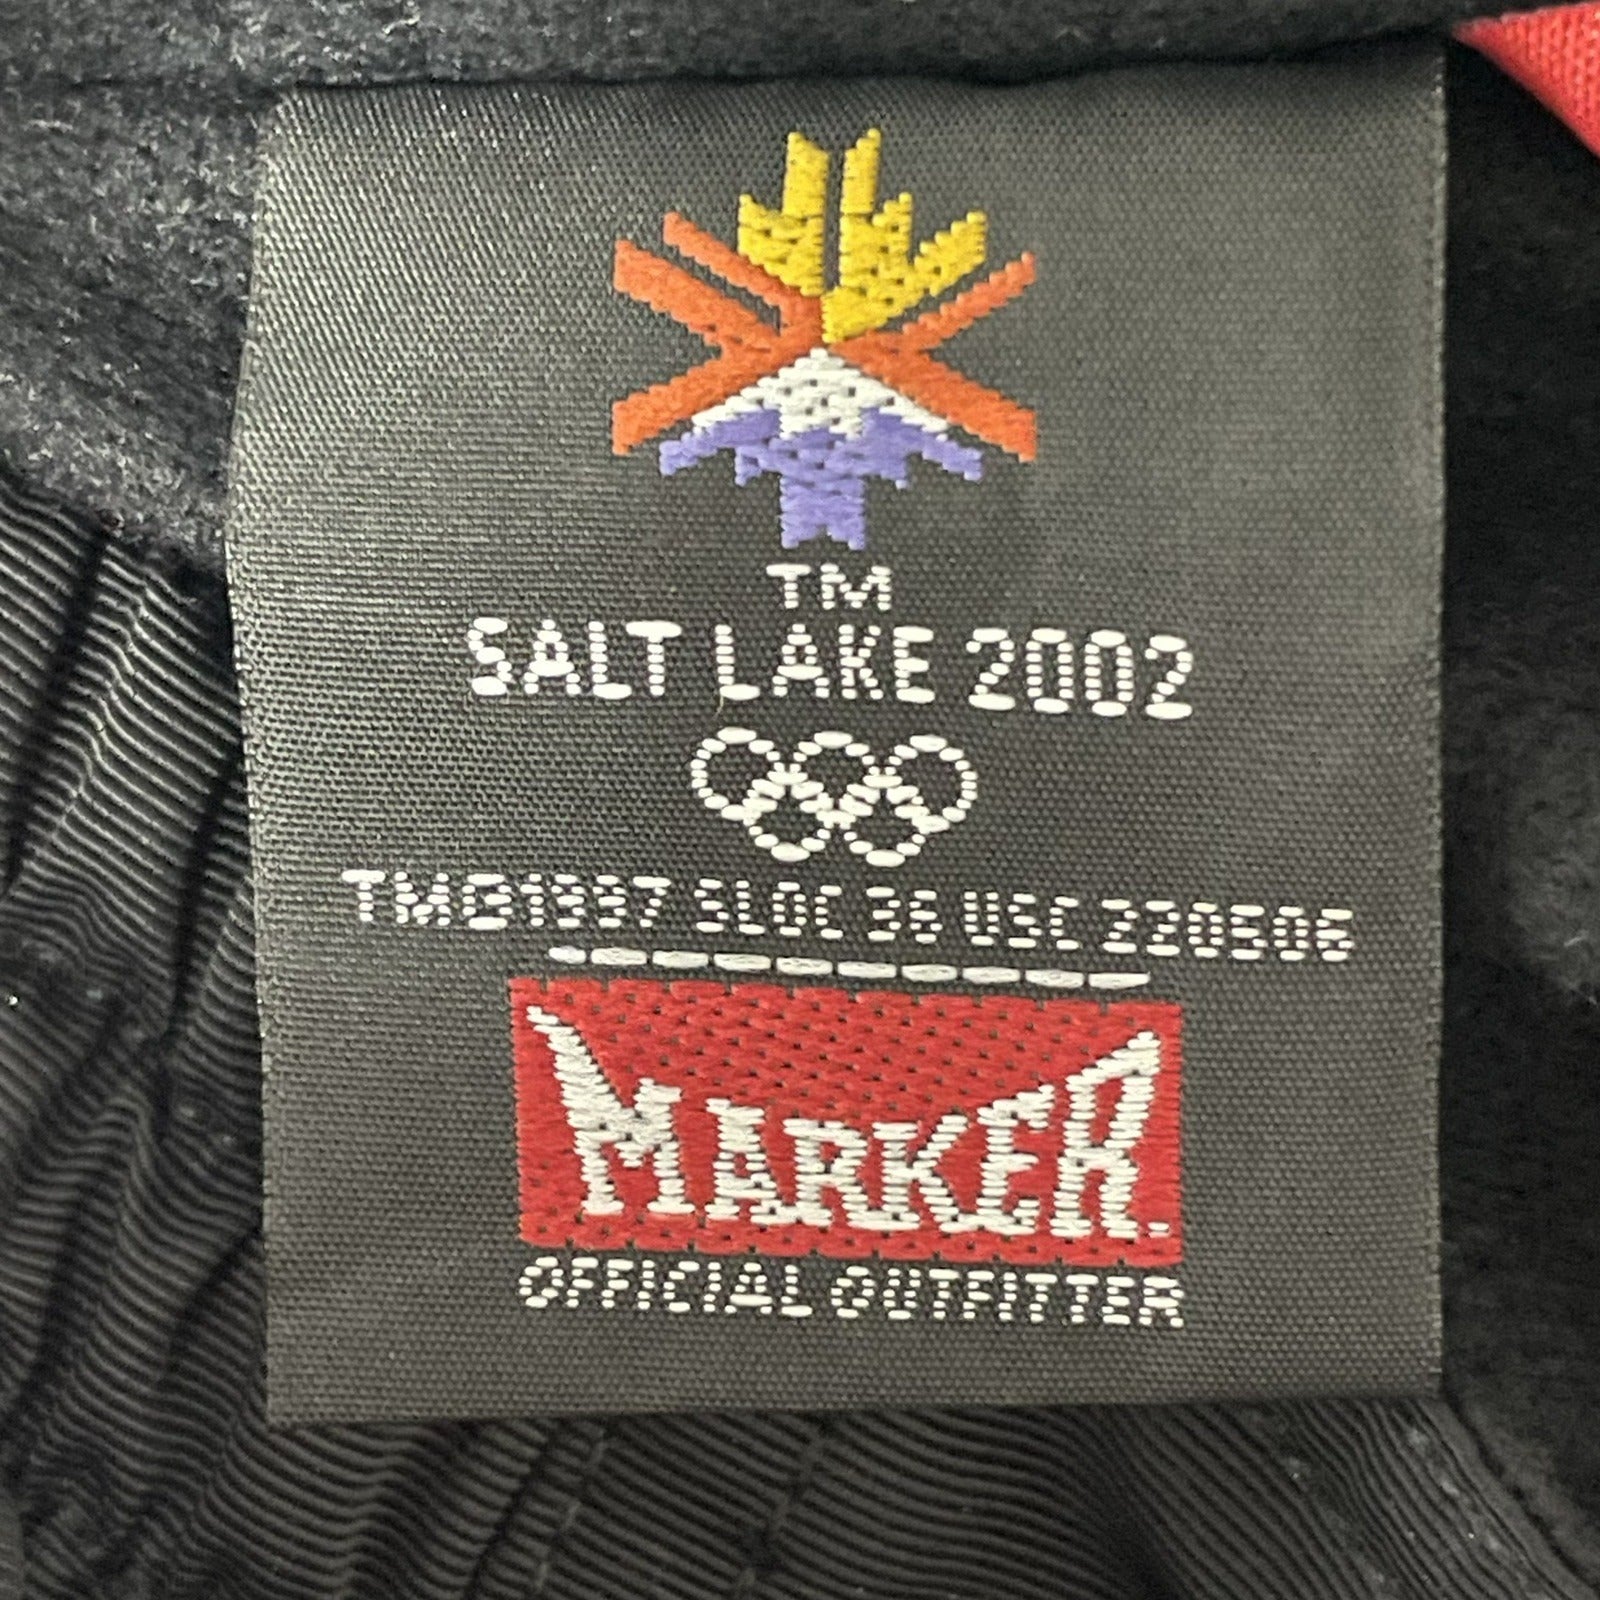 TM
SALT LAKE 2002
TM©1997 SLOC 36 USC 220506
MARKER.
OFFICIAL OUTFITTER